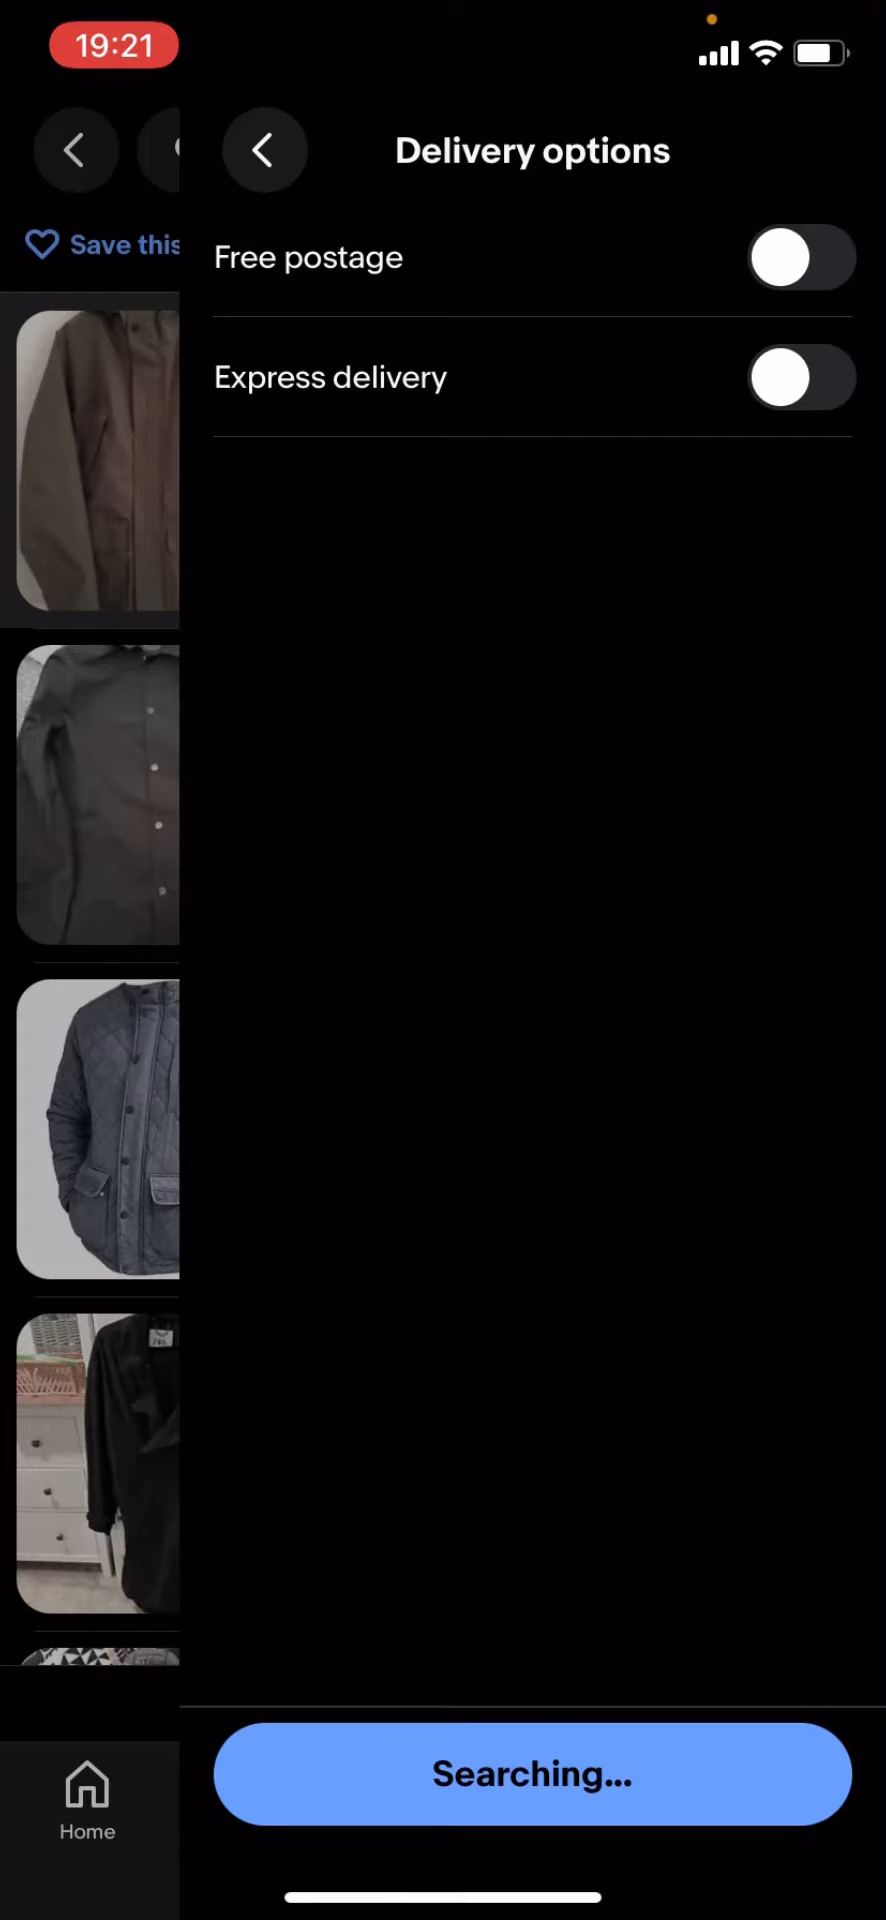 19:21
Delivery options
Save this
Free postage
Express delivery
Searching...
Home